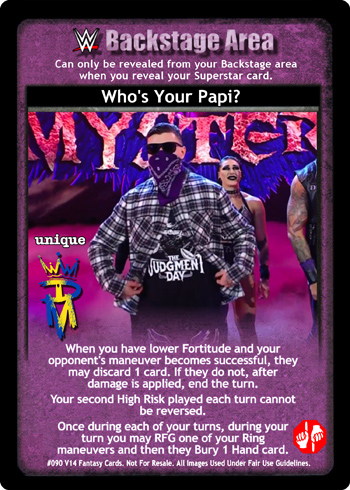 W Backstage Area
Can only be revealed from your Backstage area
when you reveal your Superstar card.
Who's Your Papi?
MYSTER
THE
JUDGMENT
DAY
unique
When you have lower Fortitude and your
opponent's maneuver becomes successful, they
may discard 1 card. If they do not, after
damage is applied, end the turn.
Your second High Risk played each turn cannot
be reversed.
Once during each of your turns, during your
turn you may RFG one of your Ring
maneuvers and then they Bury 1 Hand card.
#090 V14 Fantasy Cards. Not For Resale. All Images Used Under Fair Use Guidelines.